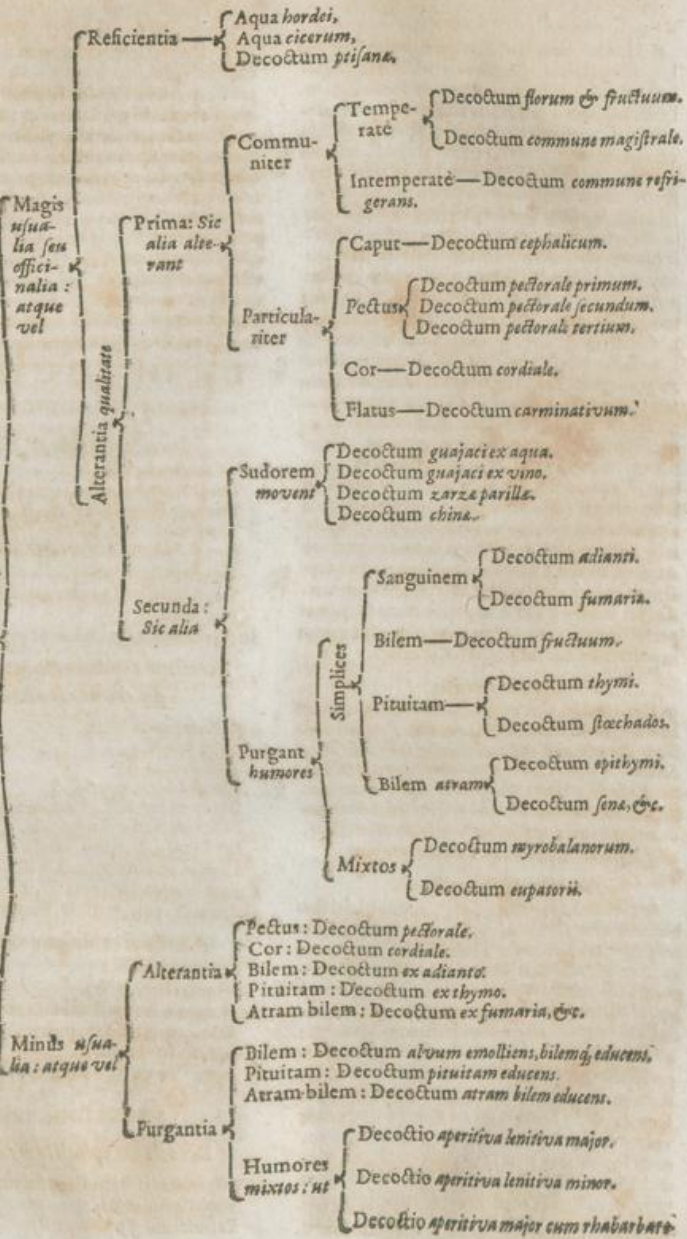 Magis
usua-
lia seu
offici-
nalia :
atque
vel
Reficientia
Aqua hordei,
Aqua cicerum,
Decoctum ptisanæ.
Alterantia qualitate
Prima: Sic
alia alte-
rant
Commu-
niter
Tempe-
raté
Decoctum florum & fructuum.
Decoctum commune magistrale.
Intemperaté—Decoctum commune refri-
gerans.
Particula-
riter
Caput—Decoctum cephalicum.
Pectus
Decoctum pectorale primum.
Decoctum pectorale secundum.
Decoctum pectorale tertium.
Cor—Decoctum cordiale.
Flatus—Decoctum carminativum.
Secunda :
Sic alia
Sudorem
movent
Decoctum guajaci ex aqua.
Decoctum guajaci ex vino.
Decoctum zarzæ parillæ.
Decoctum chinæ.
Purgant
humores
Simplices
Sanguinem
Decoctum adianti.
Decoctum fumariæ.
Bilem—Decoctum fructuum.
Pituitam
Decoctum thymi.
Decoctum stœchados.
Bilem atram
Decoctum epithymi.
Decoctum senæ, &c.
Mixtos
Decoctum myrobalanorum.
Decoctum eupatorii.
Minùs usua-
lia : atque vel
Alterantia
Pectus : Decoctum pectorale.
Cor : Decoctum cordiale.
Bilem : Decoctum ex adianto.
Pituitam : Decoctum ex thymo.
Atram bilem : Decoctum ex fumaria, &c.
Purgantia
Bilem : Decoctum alvum emolliens, bilemq; educens,
Pituitam : Decoctum pituitam educens.
Atram bilem : Decoctum atram bilem educens.
Humores
mixtos : ut
Decoctio aperitiva lenitiva major.
Decoctio aperitiva lenitiva minor.
Decoctio aperitiva major cum rhabarbaro